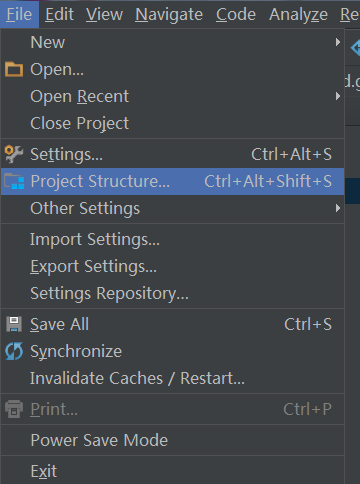 File Edit View Navigate Code Analyze Re
New
Open...
d.g
Open Recent
Close Project
Settings... Ctrl+Alt+S
Project Structure... Ctrl+Alt+Shift+S
Other Settings
Import Settings...
Export Settings...
Settings Repository...
Save All Ctrl+S
Synchronize
Invalidate Caches / Restart...
Print... Ctrl+P
Power Save Mode
Exit